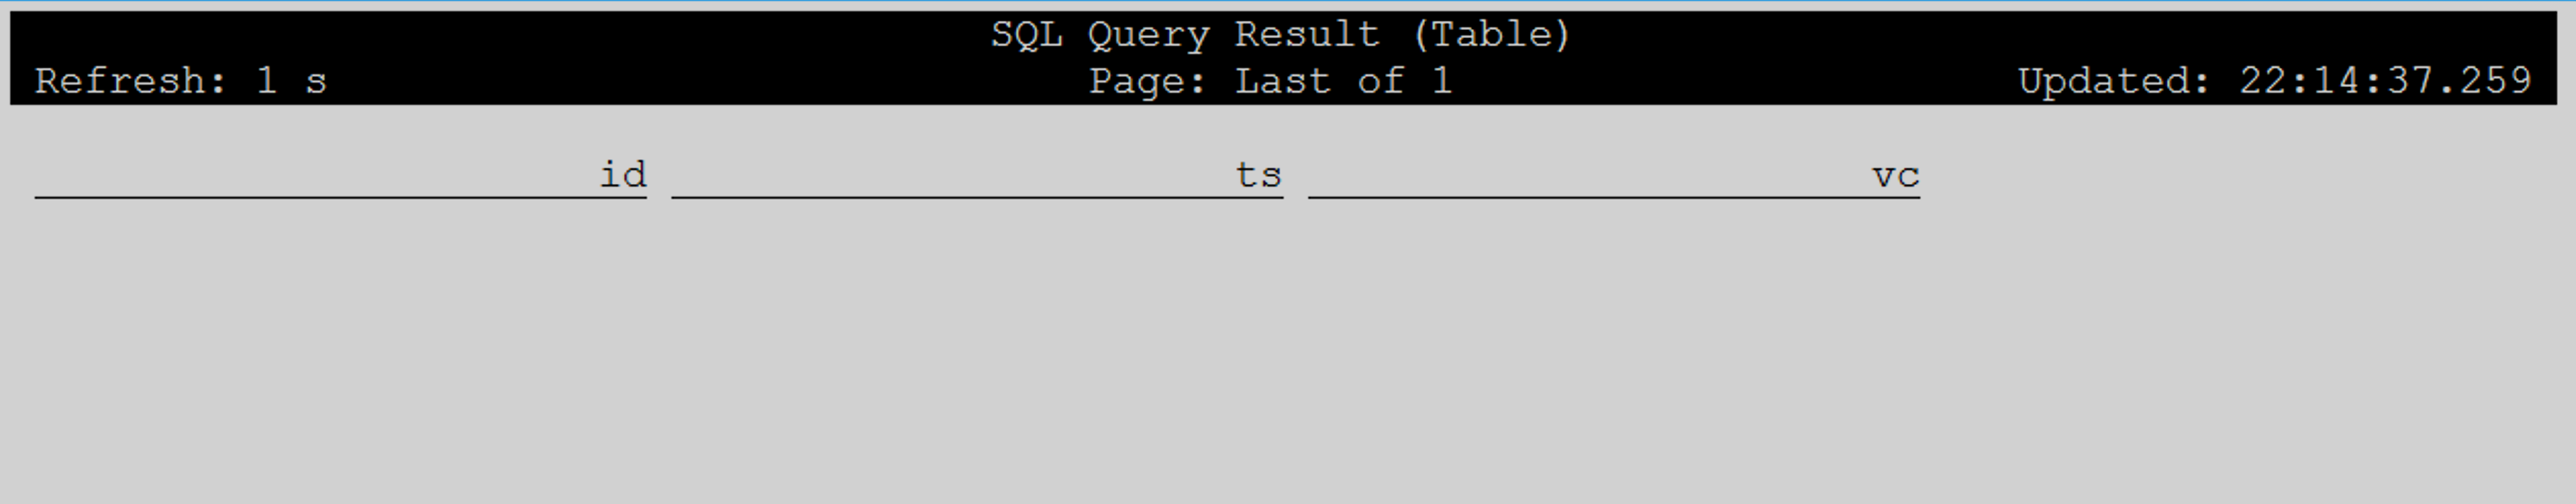 SQL Query Result (Table)
Refresh: 1 s Page: Last of 1 Updated: 22:14:37.259
id ts vc